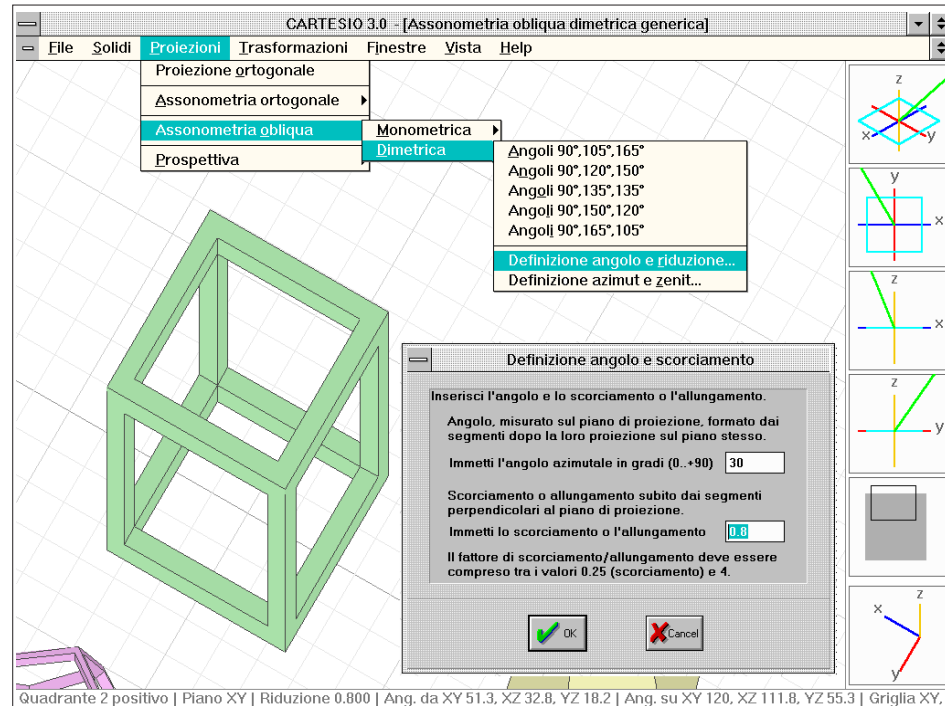 CARTESIO 3.0 - [Assonometria obliqua dimetrica generica]
File Solidi Proiezioni Trasformazioni Finestre Vista Help
Proiezione ortogonale
Assonometria ortogonale
Assonometria obliqua
Prospettiva
Monometrica
Dimetrica
Angoli 90°,105°,165°
Angoli 90°,120°,150°
Angoli 90°,135°,135°
Angoli 90°,150°,120°
Angoli 90°,165°,105°
Definizione angolo e riduzione...
Definizione azimut e zenit...
z
x
y
y
x
z
x
z
y
z
x
y
Definizione angolo e scorciamento
Inserisci l'angolo e lo scorciamento o l'allungamento.
Angolo, misurato sul piano di proiezione, formato dai
segmenti dopo la loro proiezione sul piano stesso.
Immetti l'angolo azimutale in gradi (0..+90) 30
Scorciamento o allungamento subito dai segmenti
perpendicolari al piano di proiezione.
Immetti lo scorciamento o l'allungamento 0.8
Il fattore di scorciamento/allungamento deve essere
compreso tra i valori 0.25 (scorciamento) e 4.
OK Cancel
Quadrante 2 positivo | Piano XY | Riduzione 0.800 | Ang. da XY 51.3, XZ 32.8, YZ 18.2 | Ang. su XY 120, XZ 111.8, YZ 55.3 | Griglia XY,